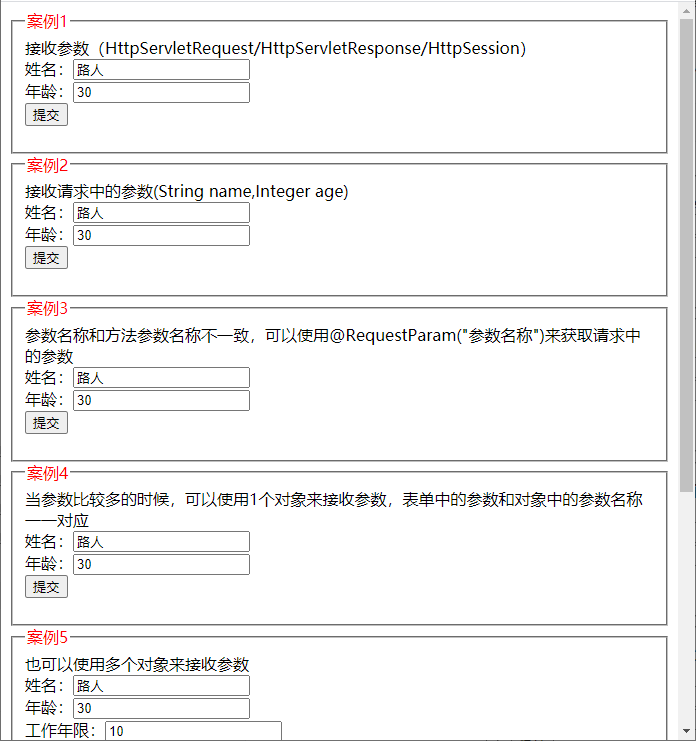 案例1
接收参数（HttpServletRequest/HttpServletResponse/HttpSession）
姓名：路人
年龄：30
提交
案例2
接收请求中的参数(String name,Integer age)
姓名：路人
年龄：30
提交
案例3
参数名称和方法参数名称不一致，可以使用@RequestParam("参数名称")来获取请求中
的参数
姓名：路人
年龄：30
提交
案例4
当参数比较多的时候，可以使用1个对象来接收参数，表单中的参数和对象中的参数名称
一一对应
姓名：路人
年龄：30
提交
案例5
也可以使用多个对象来接收参数
姓名：路人
年龄：30
工作年限：10